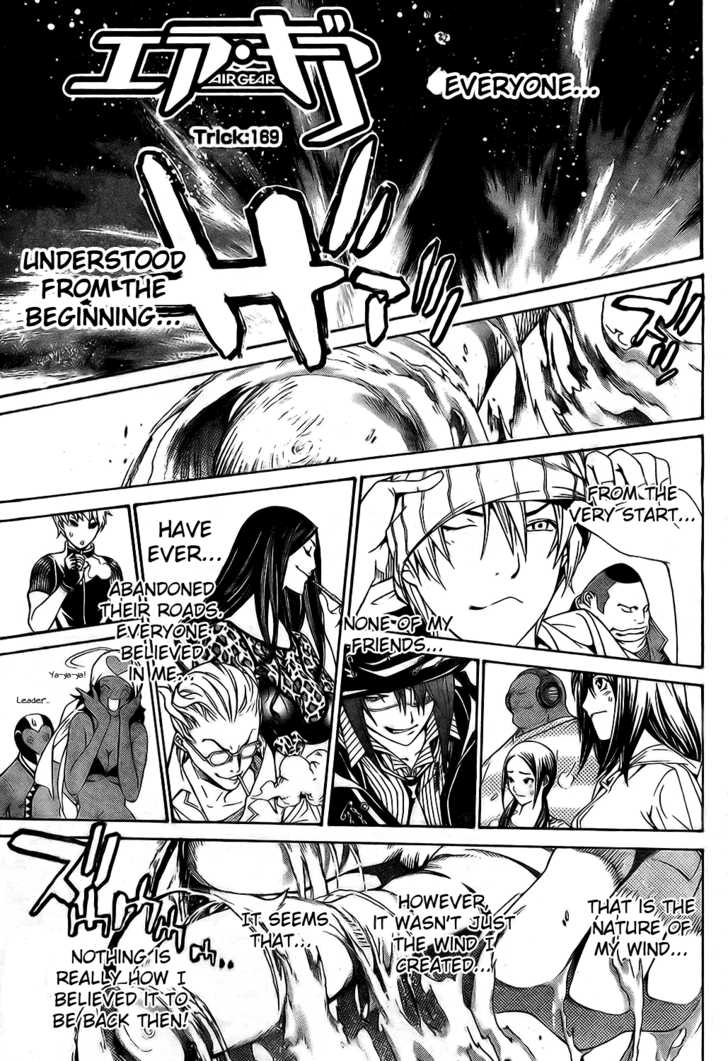 エア・ギア
AIR GEAR
Trick:169
EVERYONE...
UNDERSTOOD
FROM THE
BEGINNING...
FROM THE
VERY START...
NONE OF MY
FRIENDS...
HAVE
EVER...
ABANDONED
THEIR ROADS,
EVERYONE
BELIEVED
IN ME...
Ya-ya-ya!
Leader...
THAT IS THE
NATURE OF
MY WIND...
HOWEVER,
IT WASN'T JUST
THE WIND I
CREATED...
IT SEEMS
THAT...
NOTHING IS
REALLY HOW I
BELIEVED IT TO
BE BACK THEN!